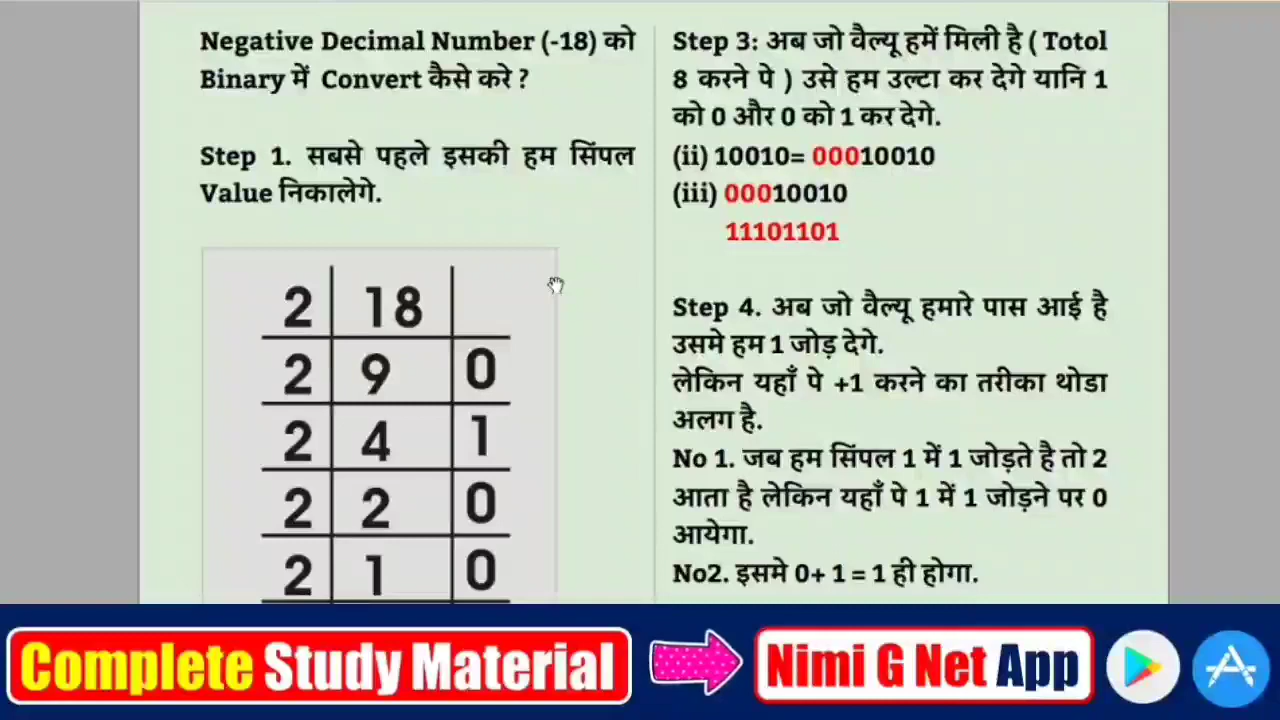 Negative Decimal Number (-18) को
Binary में Convert कैसे करे ?
Step 1. सबसे पहले इसकी हम सिंपल
Value निकालेगे.
2 18
2 9 0
2 4 1
2 2 0
2 1 0
Step 3: अब जो वैल्यू हमें मिली है ( Totol
8 करने पे ) उसे हम उल्टा कर देगे यानि 1
को 0 और 0 को 1 कर देगे.
(ii) 10010= 00010010
(iii) 00010010
11101101
Step 4. अब जो वैल्यू हमारे पास आई है
उसमे हम 1 जोड़ देगे.
लेकिन यहाँ पे +1 करने का तरीका थोडा
अलग है.
No 1. जब हम सिंपल 1 में 1 जोड़ते है तो 2
आता है लेकिन यहाँ पे 1 में 1 जोड़ने पर 0
आयेगा.
No2. इसमे 0+ 1 = 1 ही होगा.
Complete Study Material
Nimi G Net App